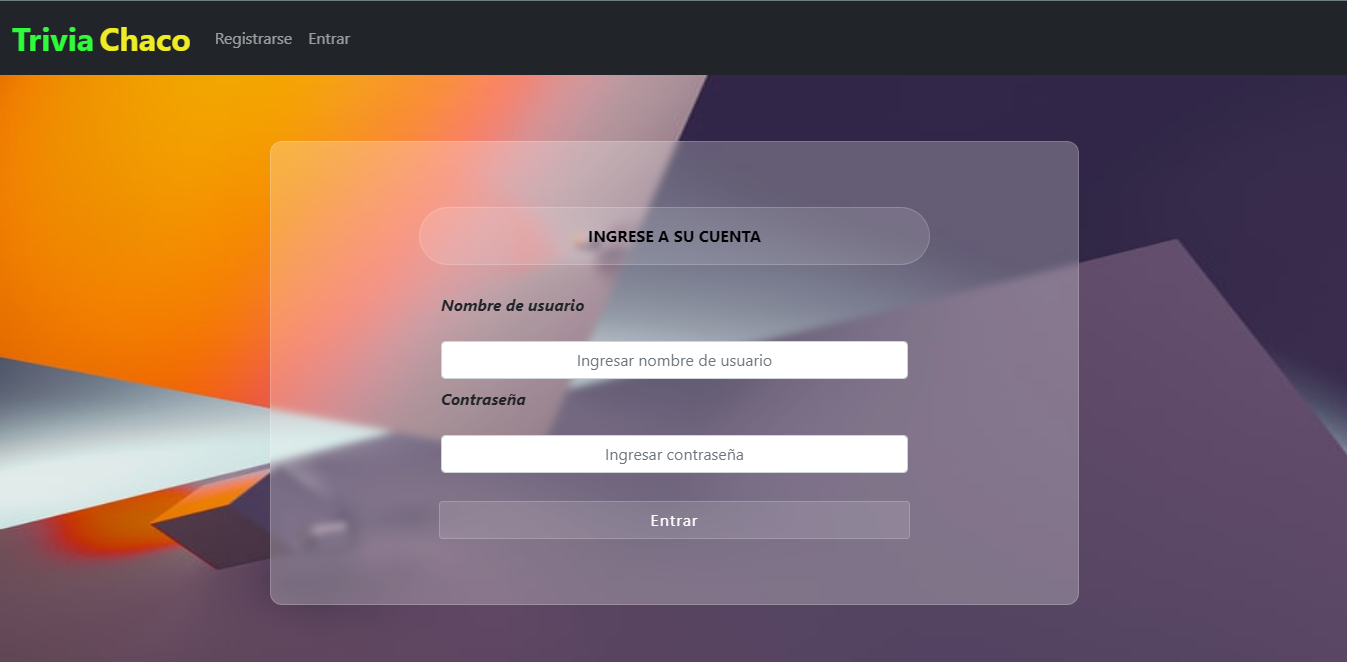 Trivia Chaco Registrarse Entrar
INGRESE A SU CUENTA
Nombre de usuario
Ingresar nombre de usuario
Contraseña
Ingresar contraseña
Entrar